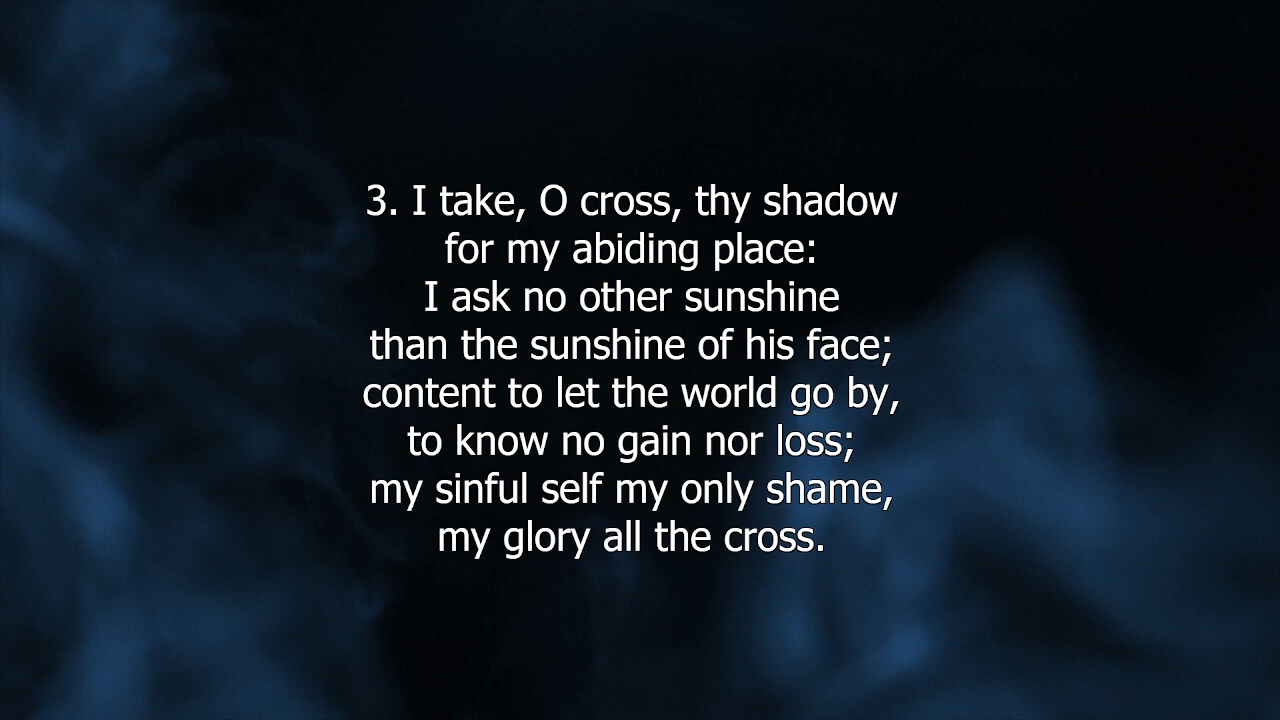 3. I take, O cross, thy shadow
for my abiding place:
I ask no other sunshine
than the sunshine of his face;
content to let the world go by,
to know no gain nor loss;
my sinful self my only shame,
my glory all the cross.